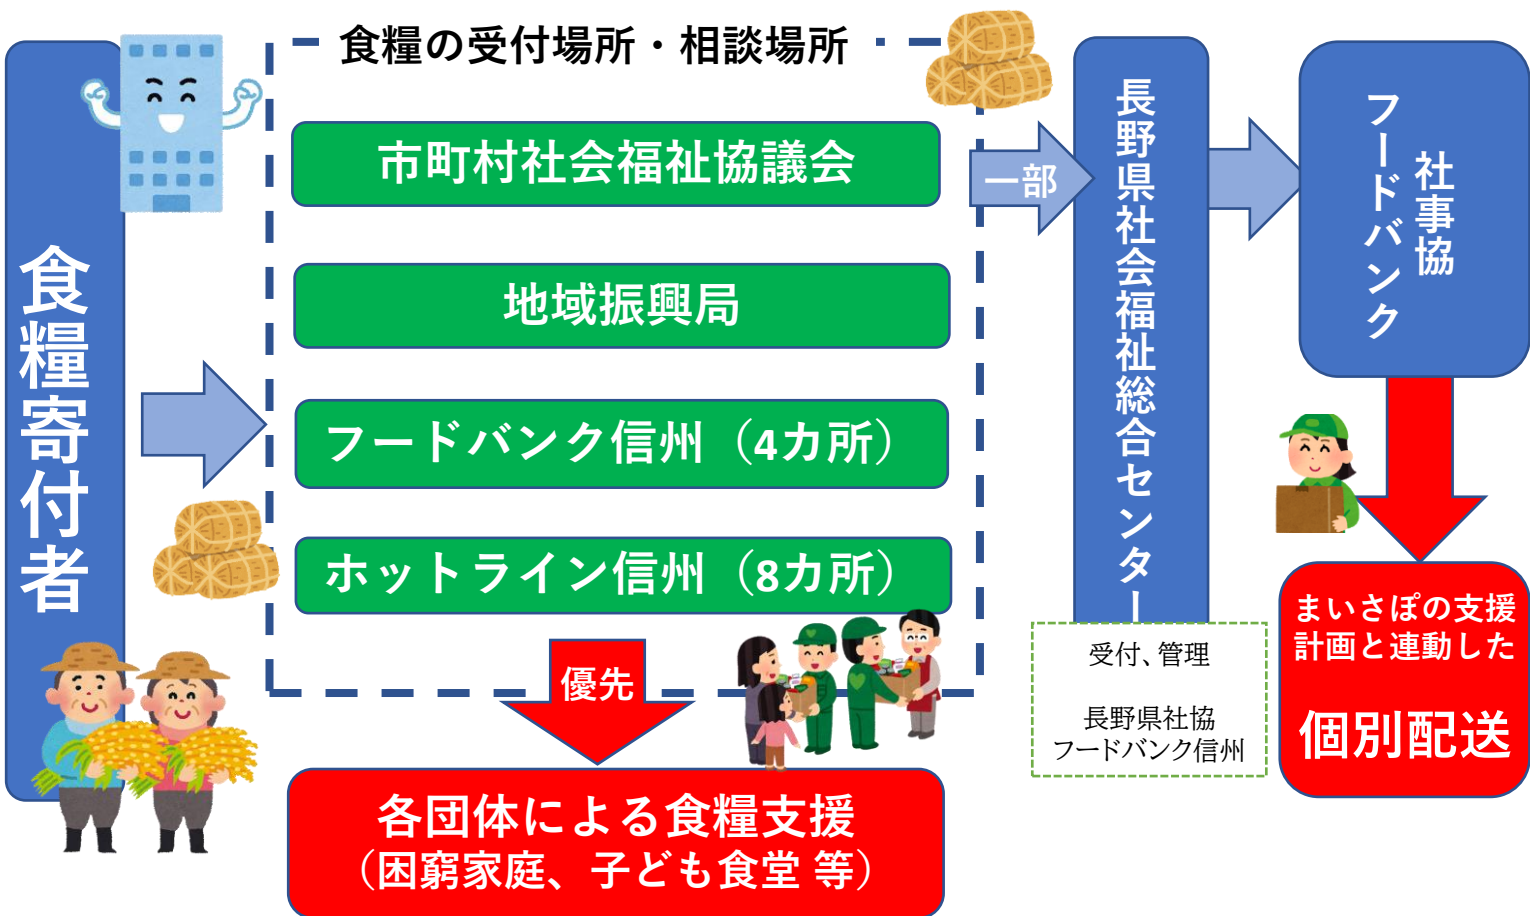 食糧寄付者
食糧の受付場所・相談場所
市町村社会福祉協議会
地域振興局
フードバンク信州（4カ所）
ホットライン信州（8カ所）
優先
各団体による食糧支援
（困窮家庭、子ども食堂 等）
一部
長野県社会福祉総合センター
受付、管理
長野県社協
フードバンク信州
社事協
フードバンク
まいさぽの支援
計画と連動した
個別配送